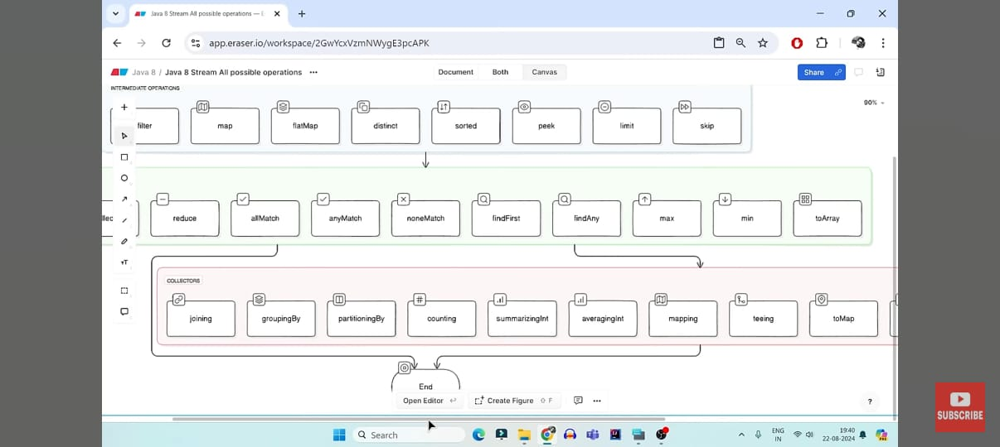 Java 8 Stream All possible operations —
app.eraser.io/workspace/2GwYcxVzmNWygE3pcAPK
Java 8 / Java 8 Stream All possible operations
Document Both Canvas
Share
INTERMEDIATE OPERATIONS
90%
filter map flatMap distinct sorted peek limit skip
reduce allMatch anyMatch noneMatch findFirst findAny max min toArray
COLLECTORS
joining groupingBy partitioningBy counting summarizingInt averagingInt mapping teeing toMap
End
Open Editor Create Figure ⇧ F
?
SUBSCRIBE
Search
ENG
IN
19:40
22-08-2024